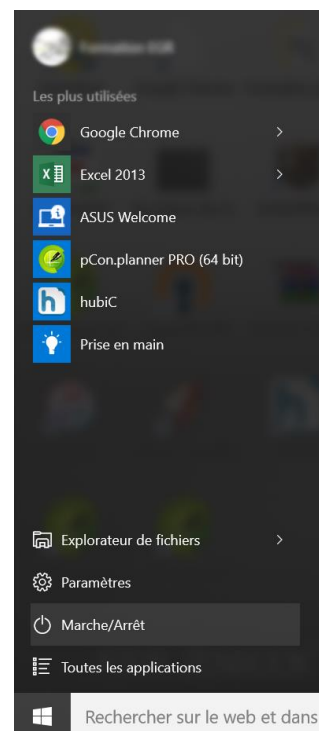 Les plus utilisées
Google Chrome
Excel 2013
ASUS Welcome
pCon.planner PRO (64 bit)
hubiC
Prise en main
Explorateur de fichiers
Paramètres
Marche/Arrêt
Toutes les applications
Rechercher sur le web et dans